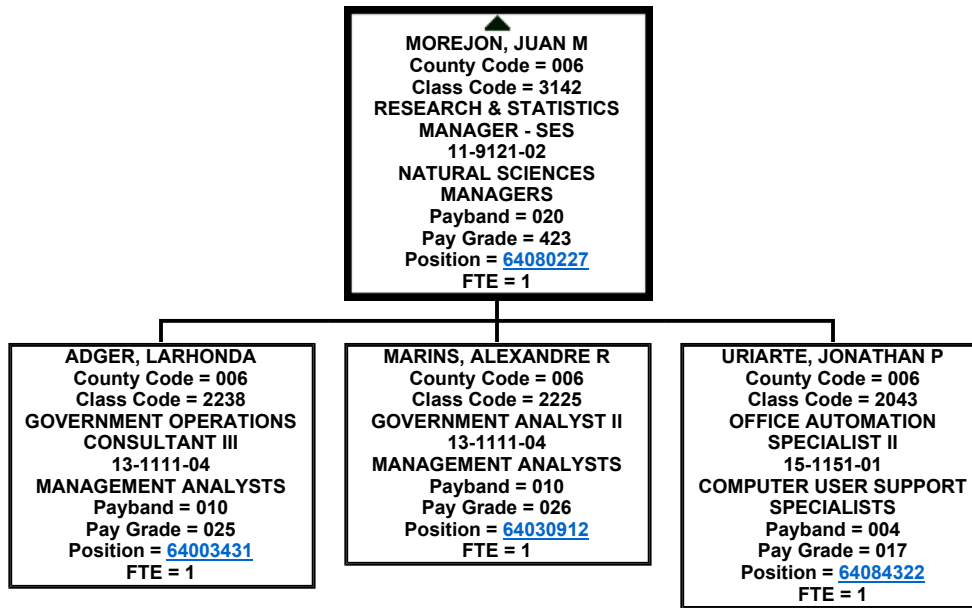 MOREJON, JUAN M
County Code = 006
Class Code = 3142
RESEARCH & STATISTICS
MANAGER - SES
11-9121-02
NATURAL SCIENCES
MANAGERS
Payband = 020
Pay Grade = 423
Position = 64080227
FTE = 1
ADGER, LARHONDA
County Code = 006
Class Code = 2238
GOVERNMENT OPERATIONS
CONSULTANT III
13-1111-04
MANAGEMENT ANALYSTS
Payband = 010
Pay Grade = 025
Position = 64003431
FTE = 1
MARINS, ALEXANDRE R
County Code = 006
Class Code = 2225
GOVERNMENT ANALYST II
13-1111-04
MANAGEMENT ANALYSTS
Payband = 010
Pay Grade = 026
Position = 64030912
FTE = 1
URIARTE, JONATHAN P
County Code = 006
Class Code = 2043
OFFICE AUTOMATION
SPECIALIST II
15-1151-01
COMPUTER USER SUPPORT
SPECIALISTS
Payband = 004
Pay Grade = 017
Position = 64084322
FTE = 1